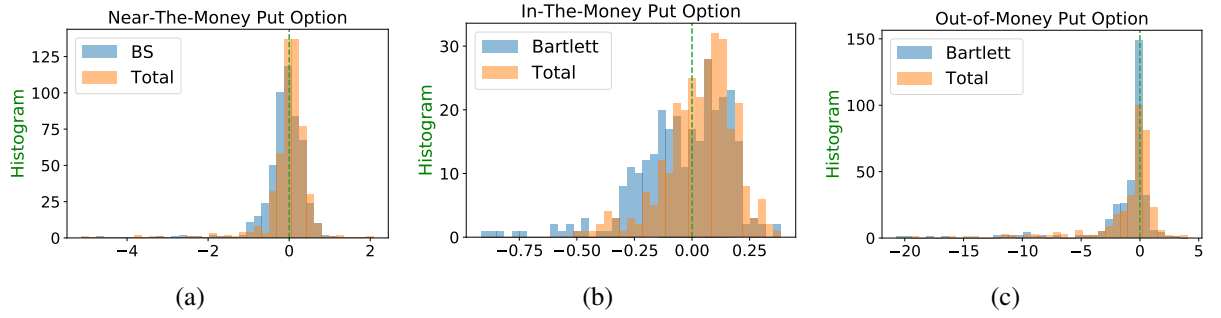 Near-The-Money Put Option
BS
Total
Histogram
125
100
75
50
25
0
−4
−2
0
2
(a)
In-The-Money Put Option
Bartlett
Total
Histogram
30
20
10
0
−0.75
−0.50
−0.25
0.00
0.25
(b)
Out-of-Money Put Option
Bartlett
Total
Histogram
150
100
50
0
−20
−15
−10
−5
0
5
(c)